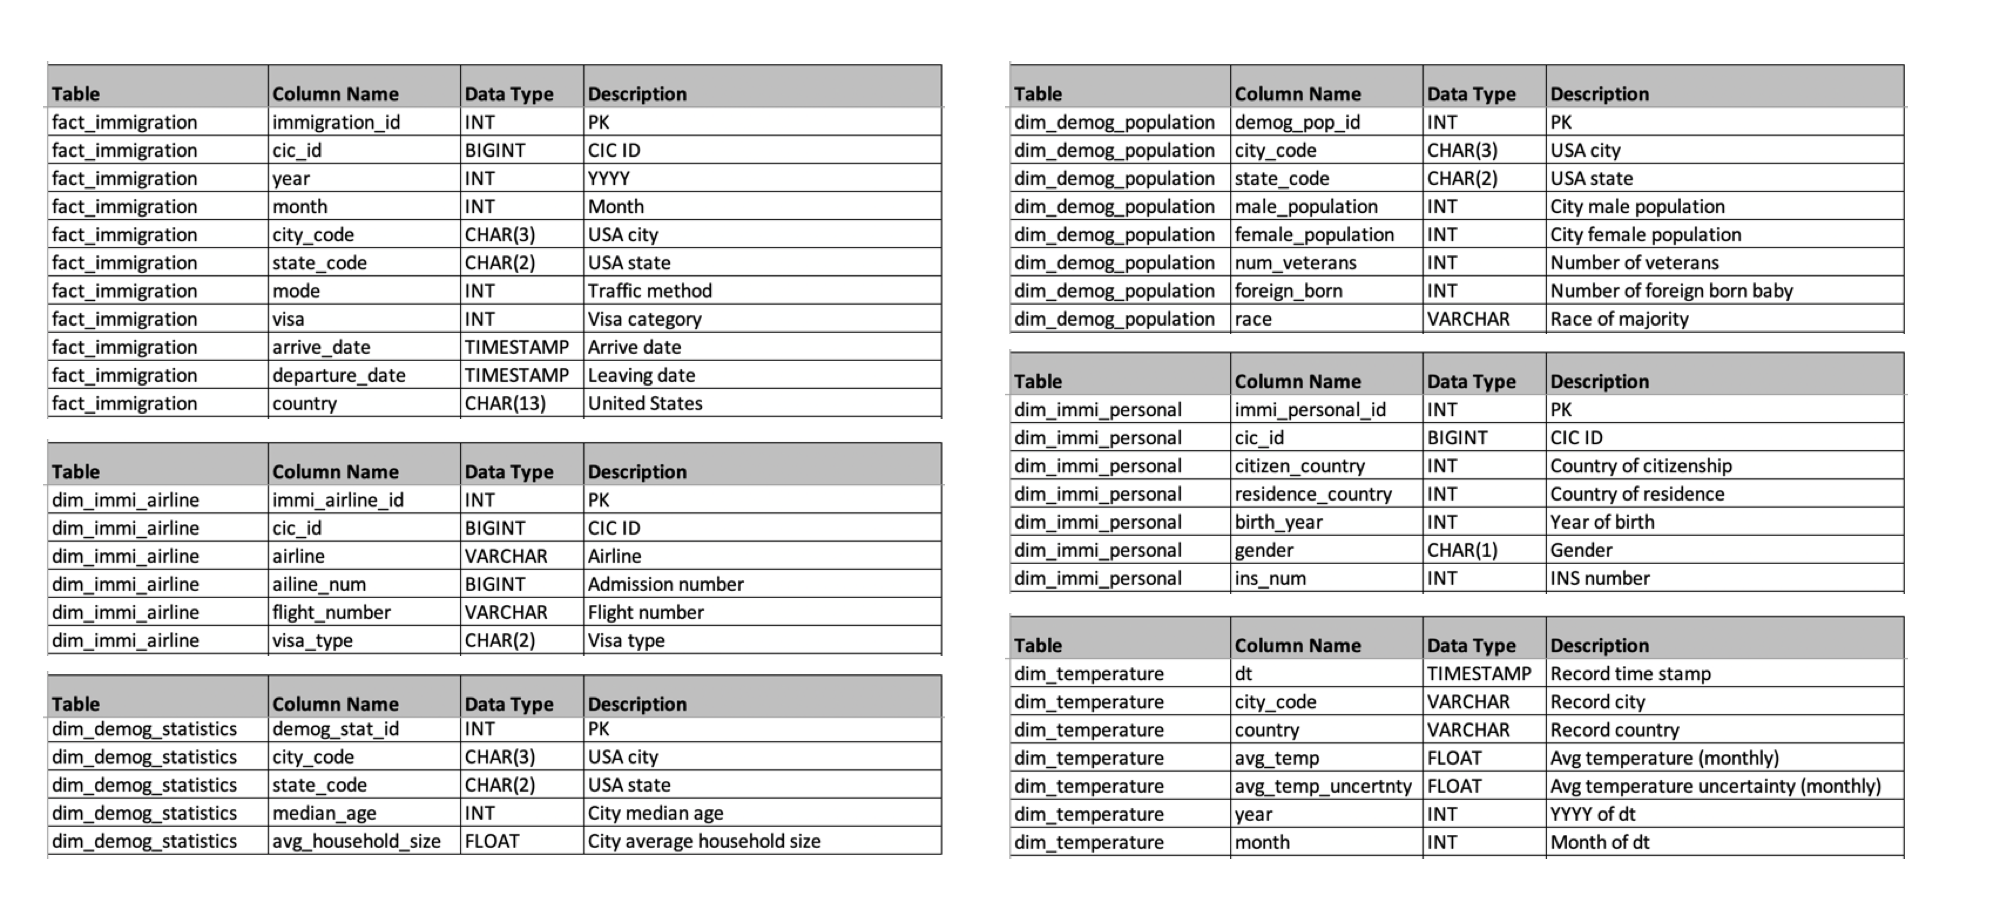 Table Column Name Data Type Description
fact_immigration immigration_id INT PK
fact_immigration cic_id BIGINT CIC ID
fact_immigration year INT YYYY
fact_immigration month INT Month
fact_immigration city_code CHAR(3) USA city
fact_immigration state_code CHAR(2) USA state
fact_immigration mode INT Traffic method
fact_immigration visa INT Visa category
fact_immigration arrive_date TIMESTAMP Arrive date
fact_immigration departure_date TIMESTAMP Leaving date
fact_immigration country CHAR(13) United States
Table Column Name Data Type Description
dim_immi_airline immi_airline_id INT PK
dim_immi_airline cic_id BIGINT CIC ID
dim_immi_airline airline VARCHAR Airline
dim_immi_airline ailine_num BIGINT Admission number
dim_immi_airline flight_number VARCHAR Flight number
dim_immi_airline visa_type CHAR(2) Visa type
Table Column Name Data Type Description
dim_demog_statistics demog_stat_id INT PK
dim_demog_statistics city_code CHAR(3) USA city
dim_demog_statistics state_code CHAR(2) USA state
dim_demog_statistics median_age INT City median age
dim_demog_statistics avg_household_size FLOAT City average household size
Table Column Name Data Type Description
dim_demog_population demog_pop_id INT PK
dim_demog_population city_code CHAR(3) USA city
dim_demog_population state_code CHAR(2) USA state
dim_demog_population male_population INT City male population
dim_demog_population female_population INT City female population
dim_demog_population num_veterans INT Number of veterans
dim_demog_population foreign_born INT Number of foreign born baby
dim_demog_population race VARCHAR Race of majority
Table Column Name Data Type Description
dim_immi_personal immi_personal_id INT PK
dim_immi_personal cic_id BIGINT CIC ID
dim_immi_personal citizen_country INT Country of citizenship
dim_immi_personal residence_country INT Country of residence
dim_immi_personal birth_year INT Year of birth
dim_immi_personal gender CHAR(1) Gender
dim_immi_personal ins_num INT INS number
Table Column Name Data Type Description
dim_temperature dt TIMESTAMP Record time stamp
dim_temperature city_code VARCHAR Record city
dim_temperature country VARCHAR Record country
dim_temperature avg_temp FLOAT Avg temperature (monthly)
dim_temperature avg_temp_uncertnty FLOAT Avg temperature uncertainty (monthly)
dim_temperature year INT YYYY of dt
dim_temperature month INT Month of dt